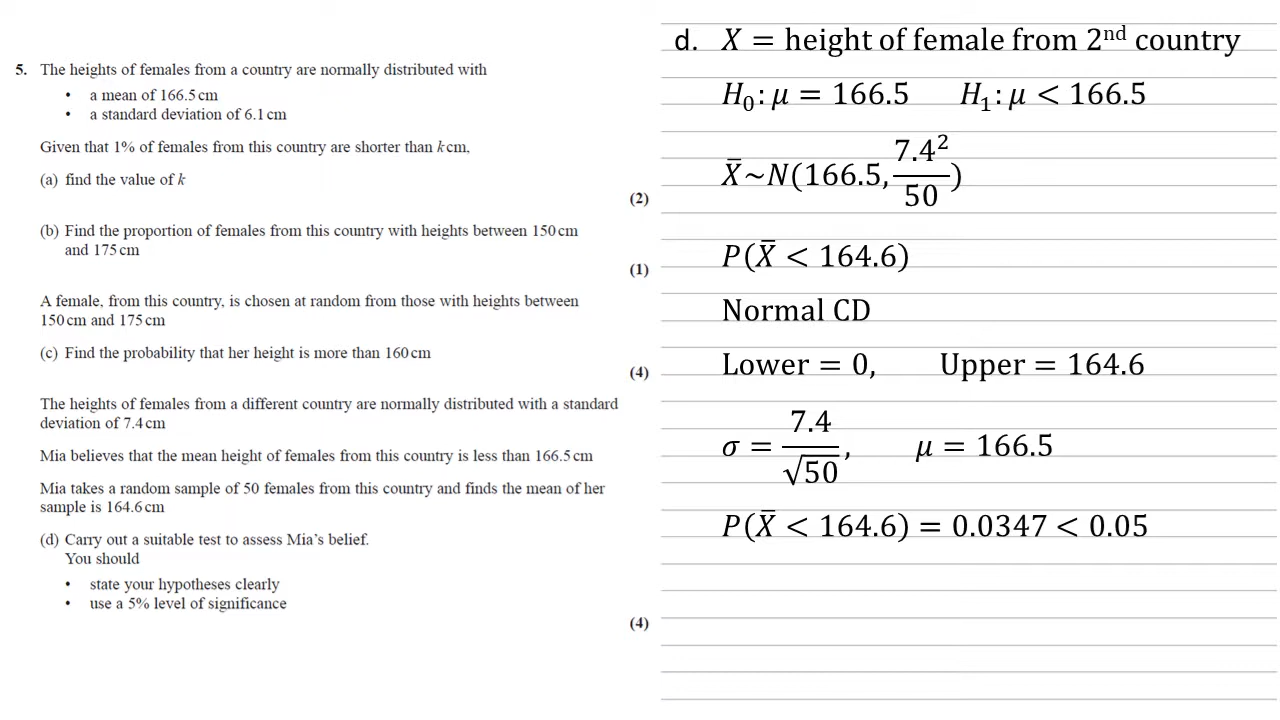 5. The heights of females from a country are normally distributed with
• a mean of 166.5 cm
• a standard deviation of 6.1 cm
Given that 1% of females from this country are shorter than k cm,
(a) find the value of k
(2)
(b) Find the proportion of females from this country with heights between 150 cm
and 175 cm
(1)
A female, from this country, is chosen at random from those with heights between
150 cm and 175 cm
(c) Find the probability that her height is more than 160 cm
(4)
The heights of females from a different country are normally distributed with a standard
deviation of 7.4 cm
Mia believes that the mean height of females from this country is less than 166.5 cm
Mia takes a random sample of 50 females from this country and finds the mean of her
sample is 164.6 cm
(d) Carry out a suitable test to assess Mia's belief.
You should
• state your hypotheses clearly
• use a 5% level of significance
(4)
d. X = height of female from 2nd country
H₀: μ = 166.5 H₁: μ < 166.5
X̄~N(166.5, 7.4²/50)
P(X̄ < 164.6)
Normal CD
Lower = 0, Upper = 164.6
σ = 7.4/√50, μ = 166.5
P(X̄ < 164.6) = 0.0347 < 0.05